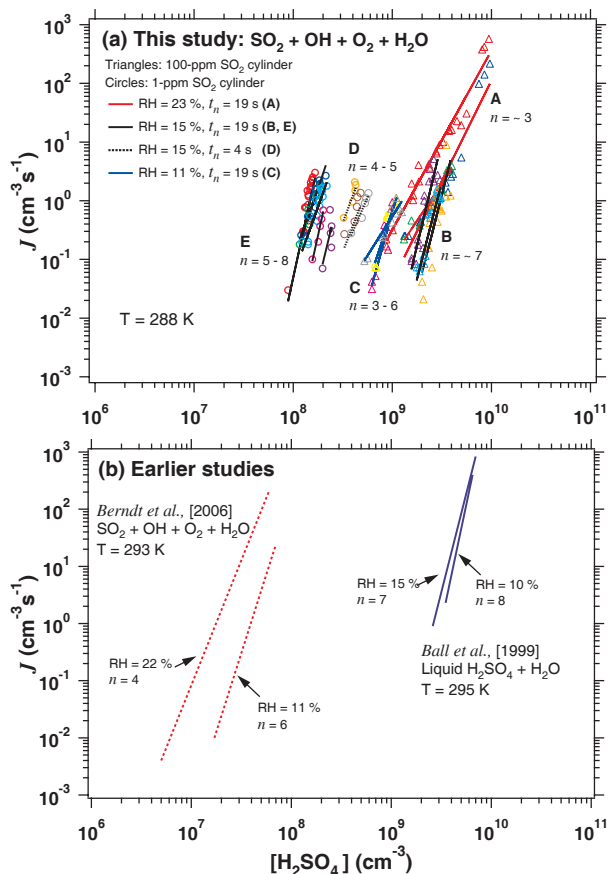 (a) This study: SO2 + OH + O2 + H2O
Triangles: 100-ppm SO2 cylinder
Circles: 1-ppm SO2 cylinder
RH = 23 %, tn = 19 s (A)
RH = 15 %, tn = 19 s (B, E)
RH = 15 %, tn = 4 s (D)
RH = 11 %, tn = 19 s (C)
A
n = ~ 3
D
n = 4 - 5
E
n = 5 - 8
B
n = ~ 7
C
n = 3 - 6
T = 288 K
J (cm-3 s-1)
10^3
10^2
10^1
10^0
10^-1
10^-2
10^-3
10^6 10^7 10^8 10^9 10^10 10^11
(b) Earlier studies
Berndt et al., [2006]
SO2 + OH + O2 + H2O
T = 293 K
RH = 22 %
n = 4
RH = 11 %
n = 6
RH = 15 %
n = 7
RH = 10 %
n = 8
Ball et al., [1999]
Liquid H2SO4 + H2O
T = 295 K
J (cm-3s-1)
10^3
10^2
10^1
10^0
10^-1
10^-2
10^-3
10^6 10^7 10^8 10^9 10^10 10^11
[H2SO4] (cm-3)